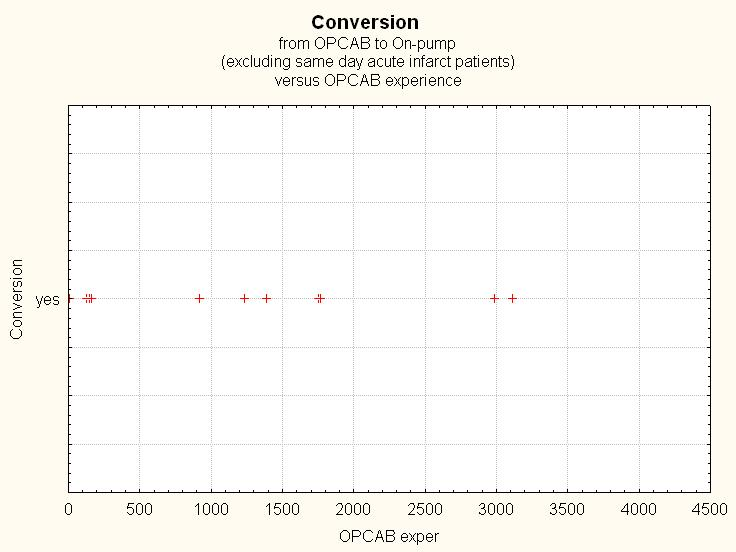 Conversion
from OPCAB to On-pump
(excluding same day acute infarct patients)
versus OPCAB experience
Conversion
yes
0 500 1000 1500 2000 2500 3000 3500 4000 4500
OPCAB exper